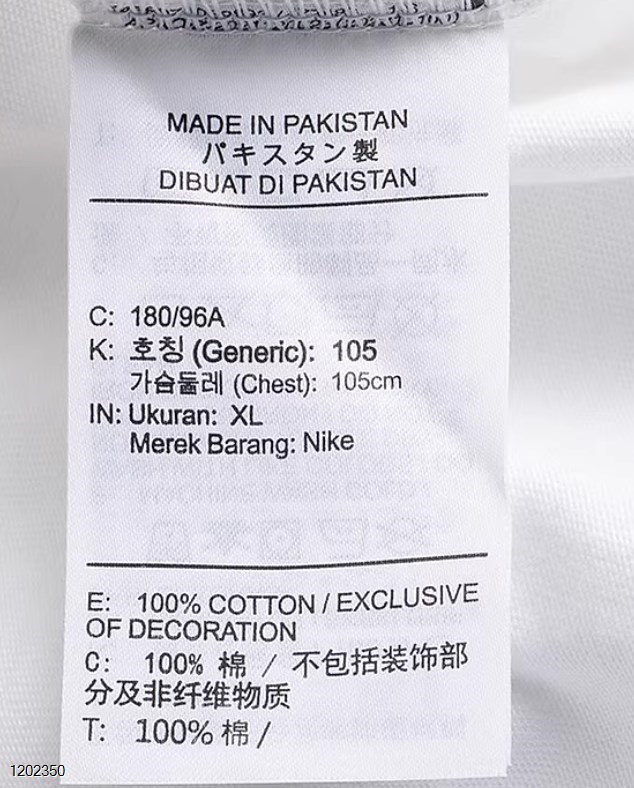 MADE IN PAKISTAN
パキスタン製
DIBUAT DI PAKISTAN
C: 180/96A
K: 호칭 (Generic): 105
가슴둘레 (Chest): 105cm
IN: Ukuran: XL
Merek Barang: Nike
E: 100% COTTON / EXCLUSIVE
OF DECORATION
C: 100% 棉 / 不包括装饰部
分及非纤维物质
T: 100% 棉 /
1202350